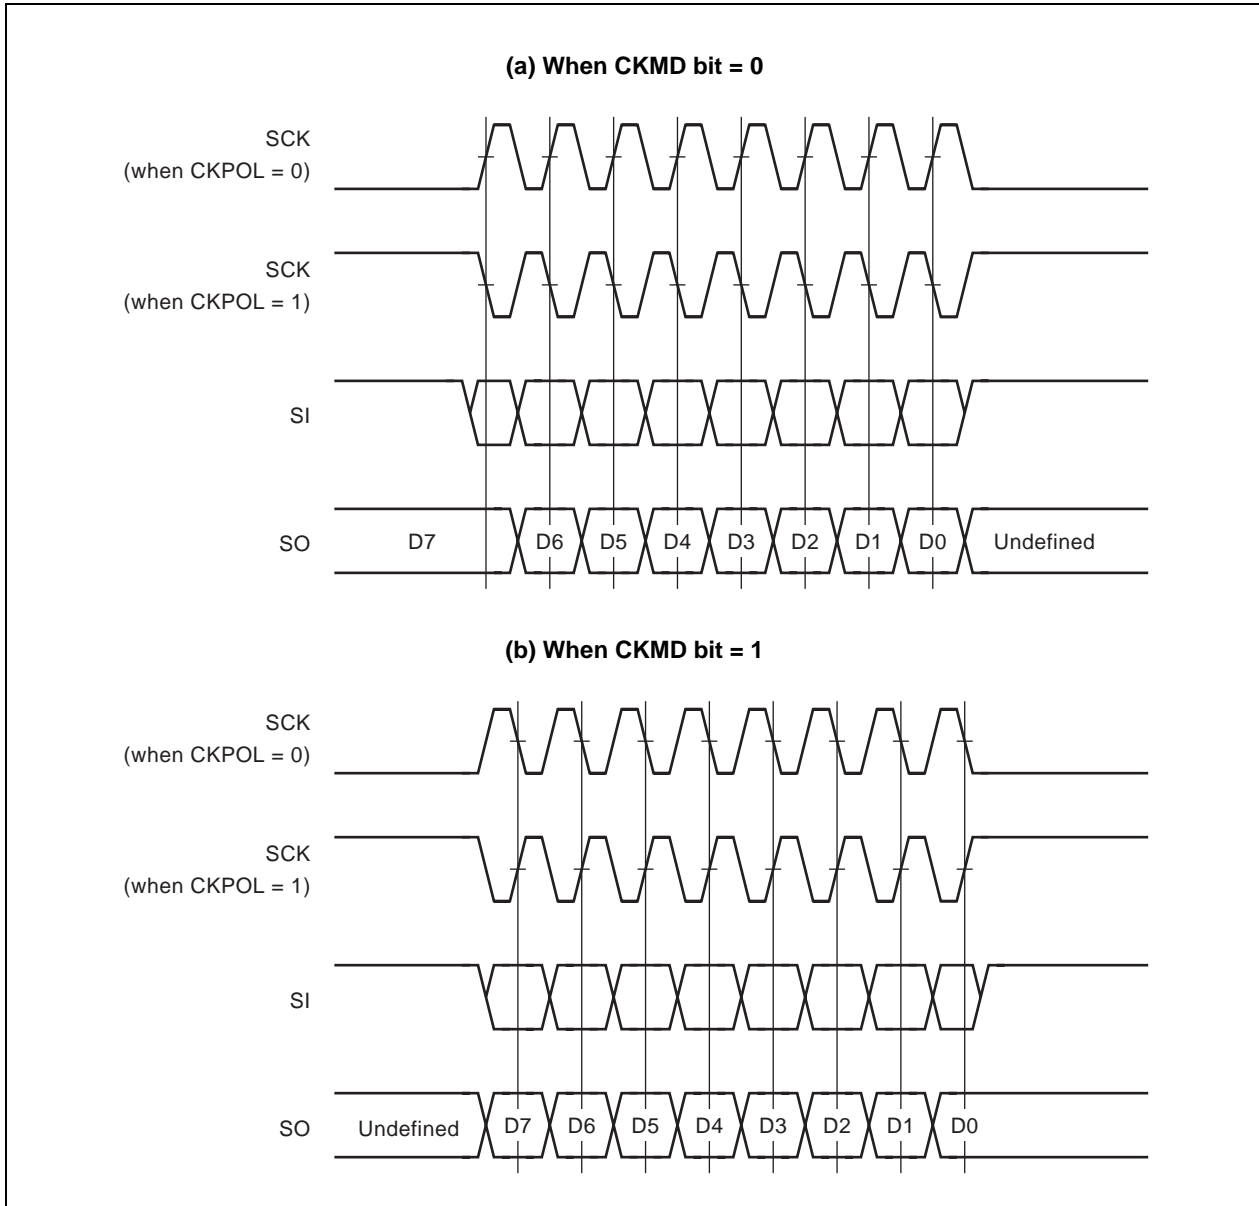 (a) When CKMD bit = 0
SCK
(when CKPOL = 0)
SCK
(when CKPOL = 1)
SI
SO
D7 D6 D5 D4 D3 D2 D1 D0 Undefined
(b) When CKMD bit = 1
SCK
(when CKPOL = 0)
SCK
(when CKPOL = 1)
SI
SO
Undefined D7 D6 D5 D4 D3 D2 D1 D0